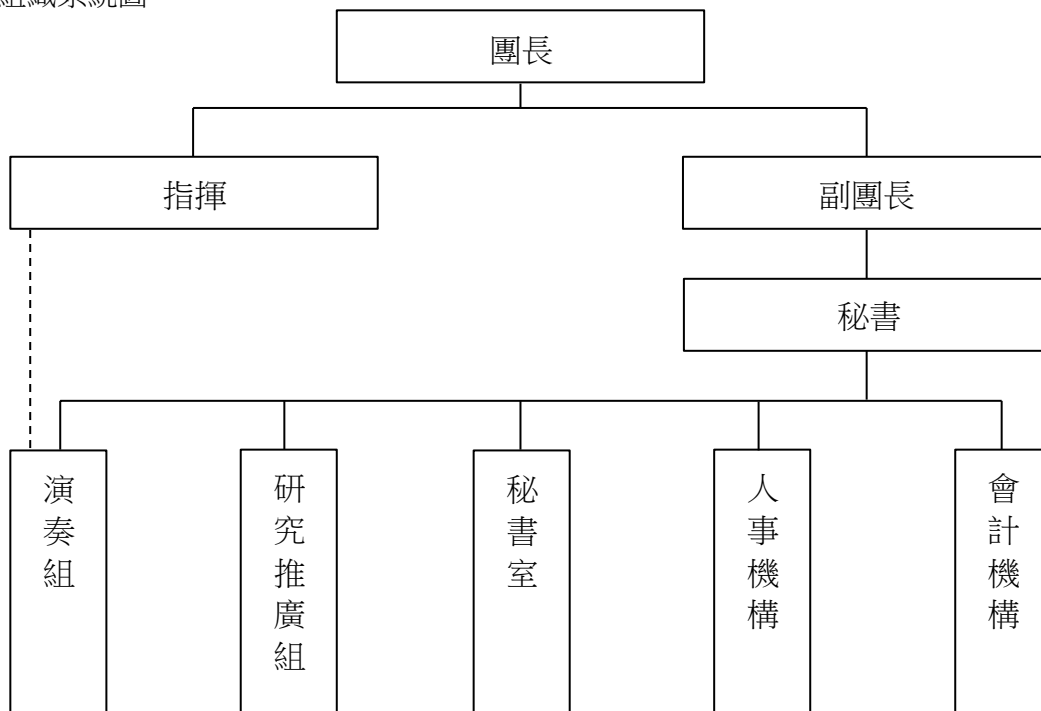 組織系統圖
團長
指揮
副團長
秘書
演奏組
研究推廣組
秘書室
人事機構
會計機構